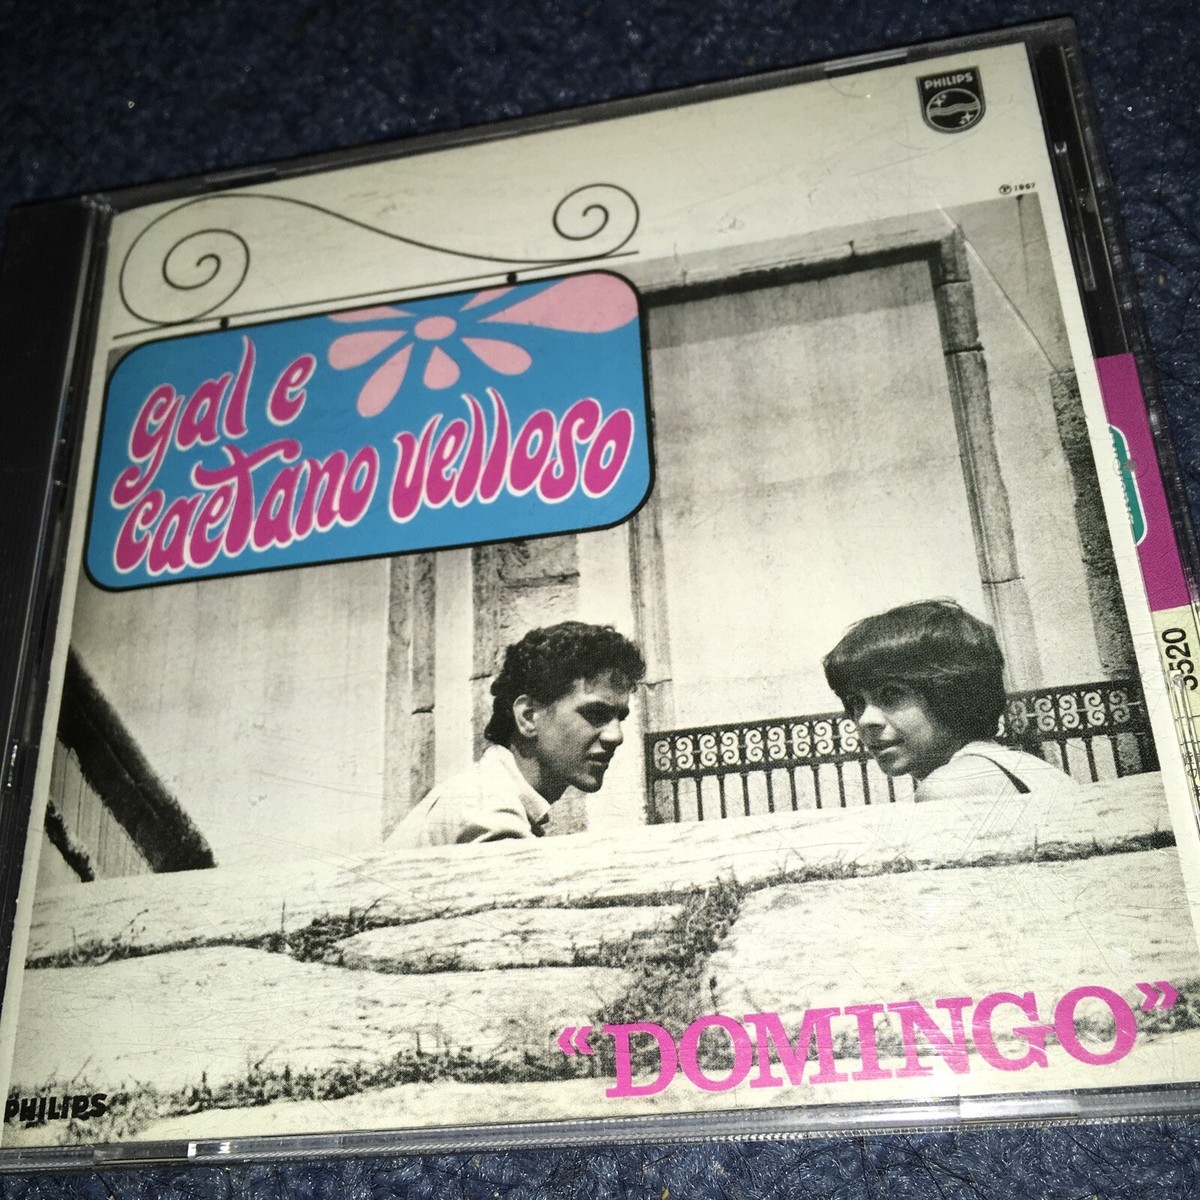 PHILIPS
℗ 1967
gal e
caetano velloso
3520
«DOMINGO»
PHILIPS